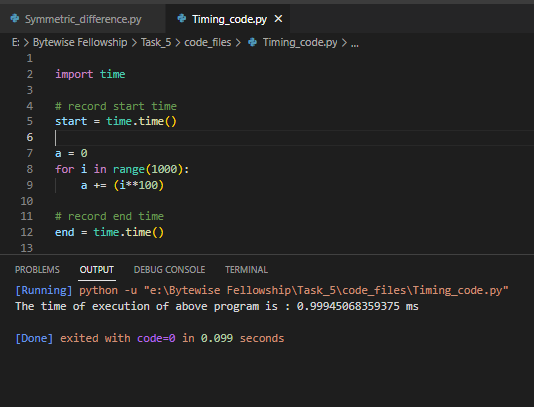 Symmetric_difference.py
Timing_code.py ×
E: > Bytewise Fellowship > Task_5 > code_files > Timing_code.py > ...
1
2 import time
3
4 # record start time
5 start = time.time()
6
7 a = 0
8 for i in range(1000):
9     a += (i**100)
10
11 # record end time
12 end = time.time()
13
PROBLEMS OUTPUT DEBUG CONSOLE TERMINAL
[Running] python -u "e:\Bytewise Fellowship\Task_5\code_files\Timing_code.py"
The time of execution of above program is : 0.99945068359375 ms
[Done] exited with code=0 in 0.099 seconds